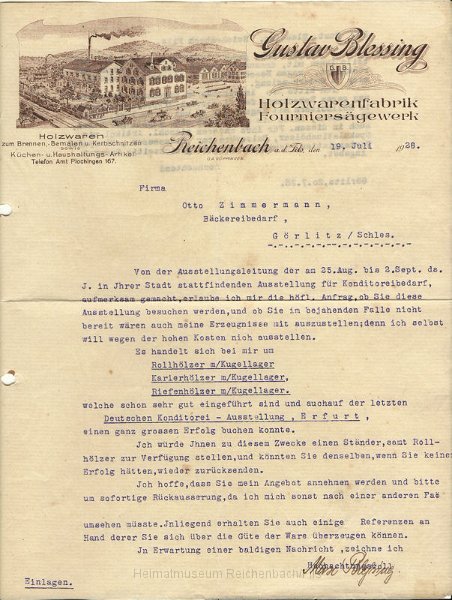 Gustav Blessing
G. B.
Holzwarenfabrik
Fourniersägewerk
Holzwaren
zum Brennen, Bemalen u. Kerbschnitzen
sowie
Küchen- u. Haushaltungs-Artikel
Telefon Amt Plochingen 167.
Reichenbach a. d. Fils, den 19. Juli 1928.
Firma
Otto Zimmermann,
Bäckereibedarf,
Görlitz/Schles.
Von der Ausstellungsleitung der am 25.Aug. bis 2.Sept. ds.
J. in Jhrer Stadt stattfindenden Ausstellung für Konditoreibedarf,
aufmerksam gemacht,erlaube ich mir die höfl. Anfrag,ob Sie diese
Ausstellung besuchen werden,und ob Sie im bejahenden Falle nicht
bereit wären auch meine Erzeugnisse mit auszustellen;denn ich selbst
will wegen der hohen Kosten nich ausstellen.
Es handelt sich bei mir um
Rollhölzer m/Kugellager
Karierhölzer m/Kugellager,
Riefenhölzer m/Kugellager.
welche schon sehr gut eingeführt sind und auchauf der letzten
Deutschen Konditorei - Ausstellung , Erfurt ,
einen ganz grossen Erfolg buchen konnte.
Jch würde Jhnen zu diesem Zwecke einen Ständer,samt Roll-
hölzer zur Verfügung stellen,und könnten Sie denselben,wenn Sie keinen
Erfolg hätten,wieder zurücksenden.
Jch hoffe,dass Sie mein Angebot annehmen werden und bitte
um sofortige Rückausserung,da ich mich sonst nach einer anderen Faß
umsehen müsste.Jnliegend erhalten Sie auch einige Referenzen an
Hand derer Sie sich über die Güte der Ware überzeugen können.
Jn Erwartung einer baldigen Nachricht ,zeichne ich
Hochachtungsvoll
Blessing
Einlagen.
Heimatmuseum Reichenbach